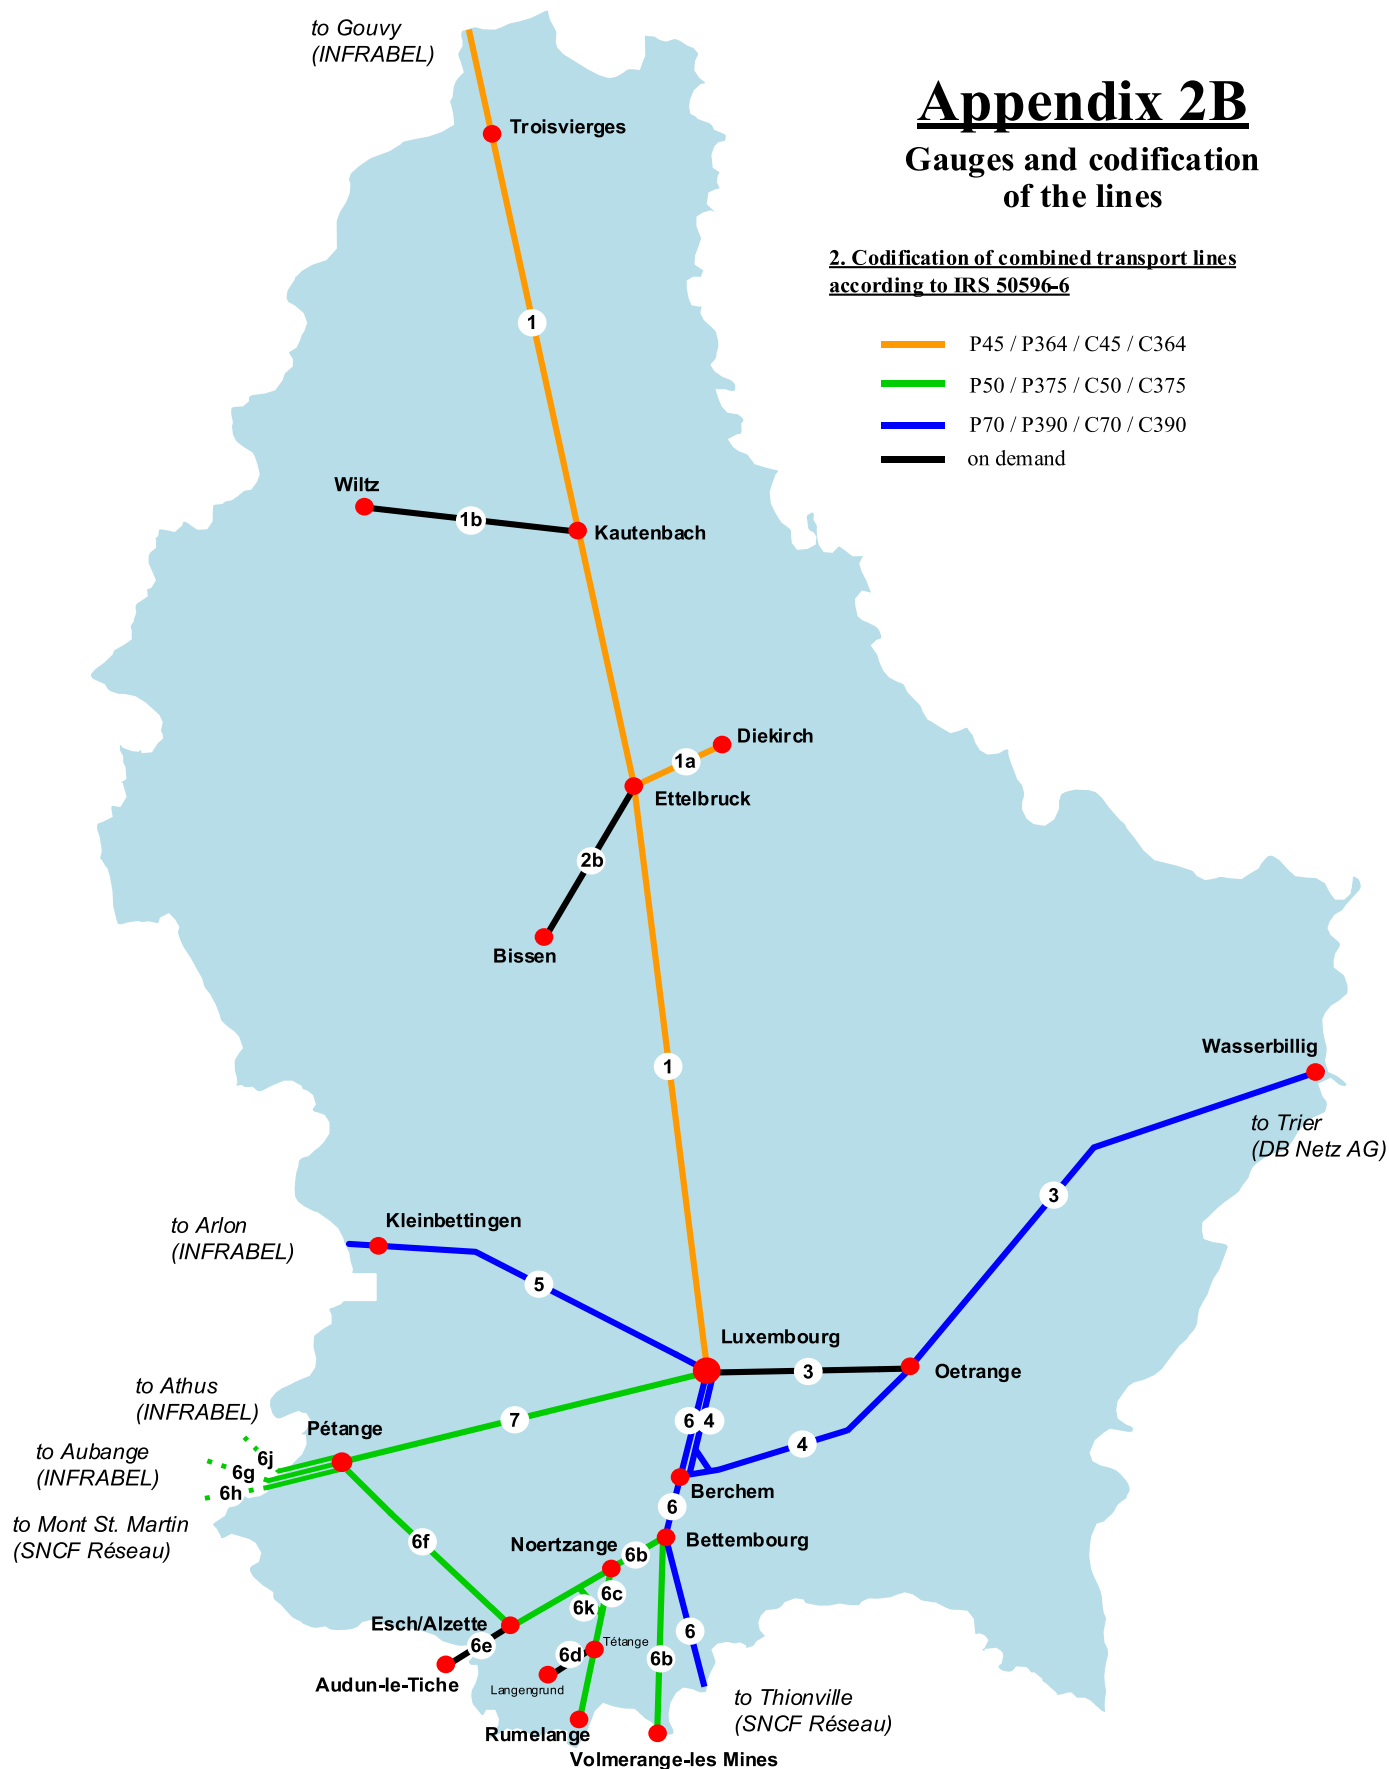 to Gouvy
(INFRABEL)
Appendix 2B
Gauges and codification
of the lines
Troisvierges
2. Codification of combined transport lines
according to IRS 50596-6
1
P45 / P364 / C45 / C364
P50 / P375 / C50 / C375
P70 / P390 / C70 / C390
on demand
Wiltz
1b
Kautenbach
Diekirch
1a
Ettelbruck
2b
Bissen
Wasserbillig
1
to Trier
(DB Netz AG)
3
to Arlon
(INFRABEL)
Kleinbettingen
5
Luxembourg
3
Oetrange
to Athus
(INFRABEL)
Pétange
7
6
4
4
to Aubange
(INFRABEL)
6j
6g
6h
Berchem
6
to Mont St. Martin
(SNCF Réseau)
6f
Noertzange
6b
Bettembourg
6c
6k
Esch/Alzette
6e
6
Tétange
6d
6b
Audun-le-Tiche
Langengrund
to Thionville
(SNCF Réseau)
Rumelange
Volmerange-les Mines